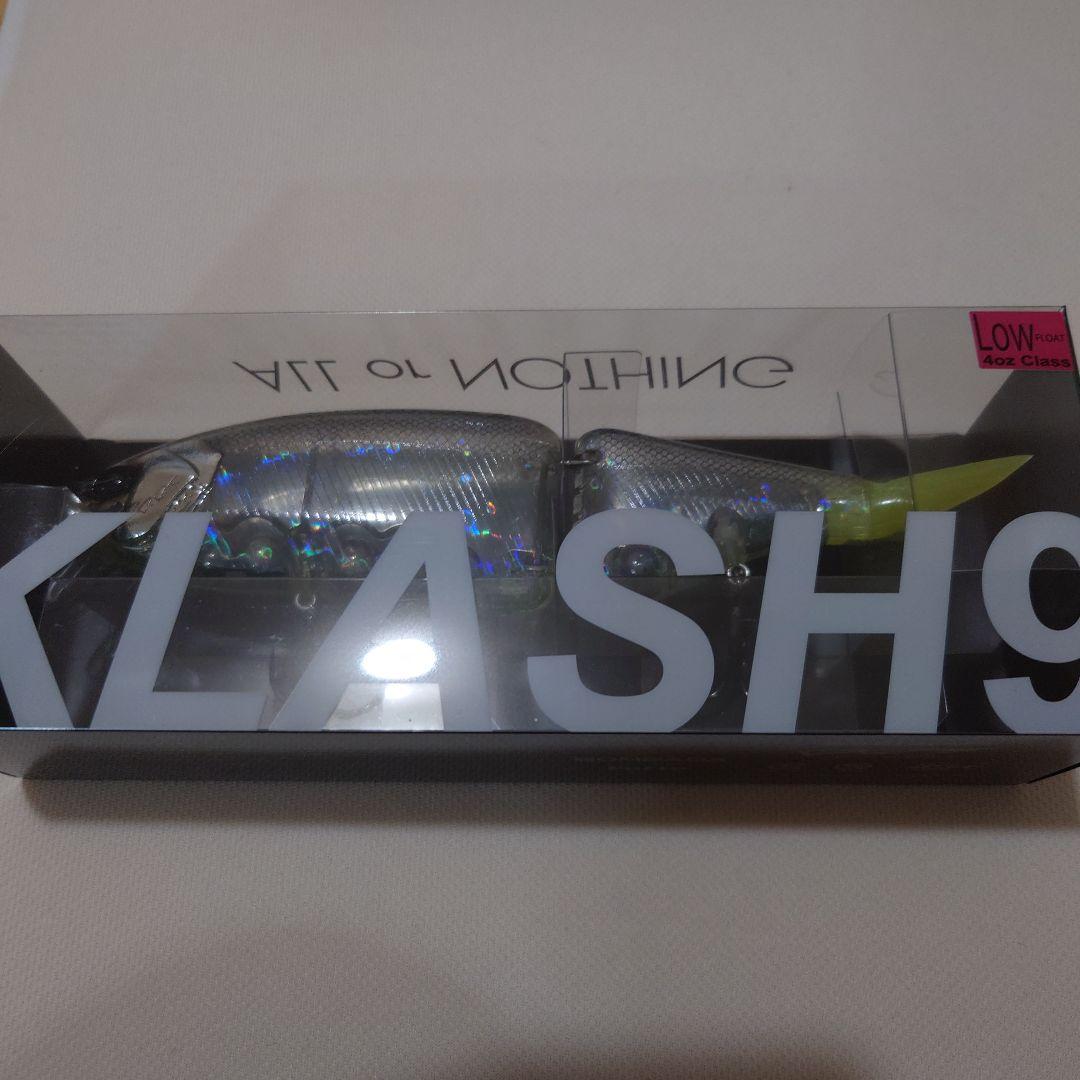 LOW FLOAT
4oz Class
ALL or NOTHING
KLASH9